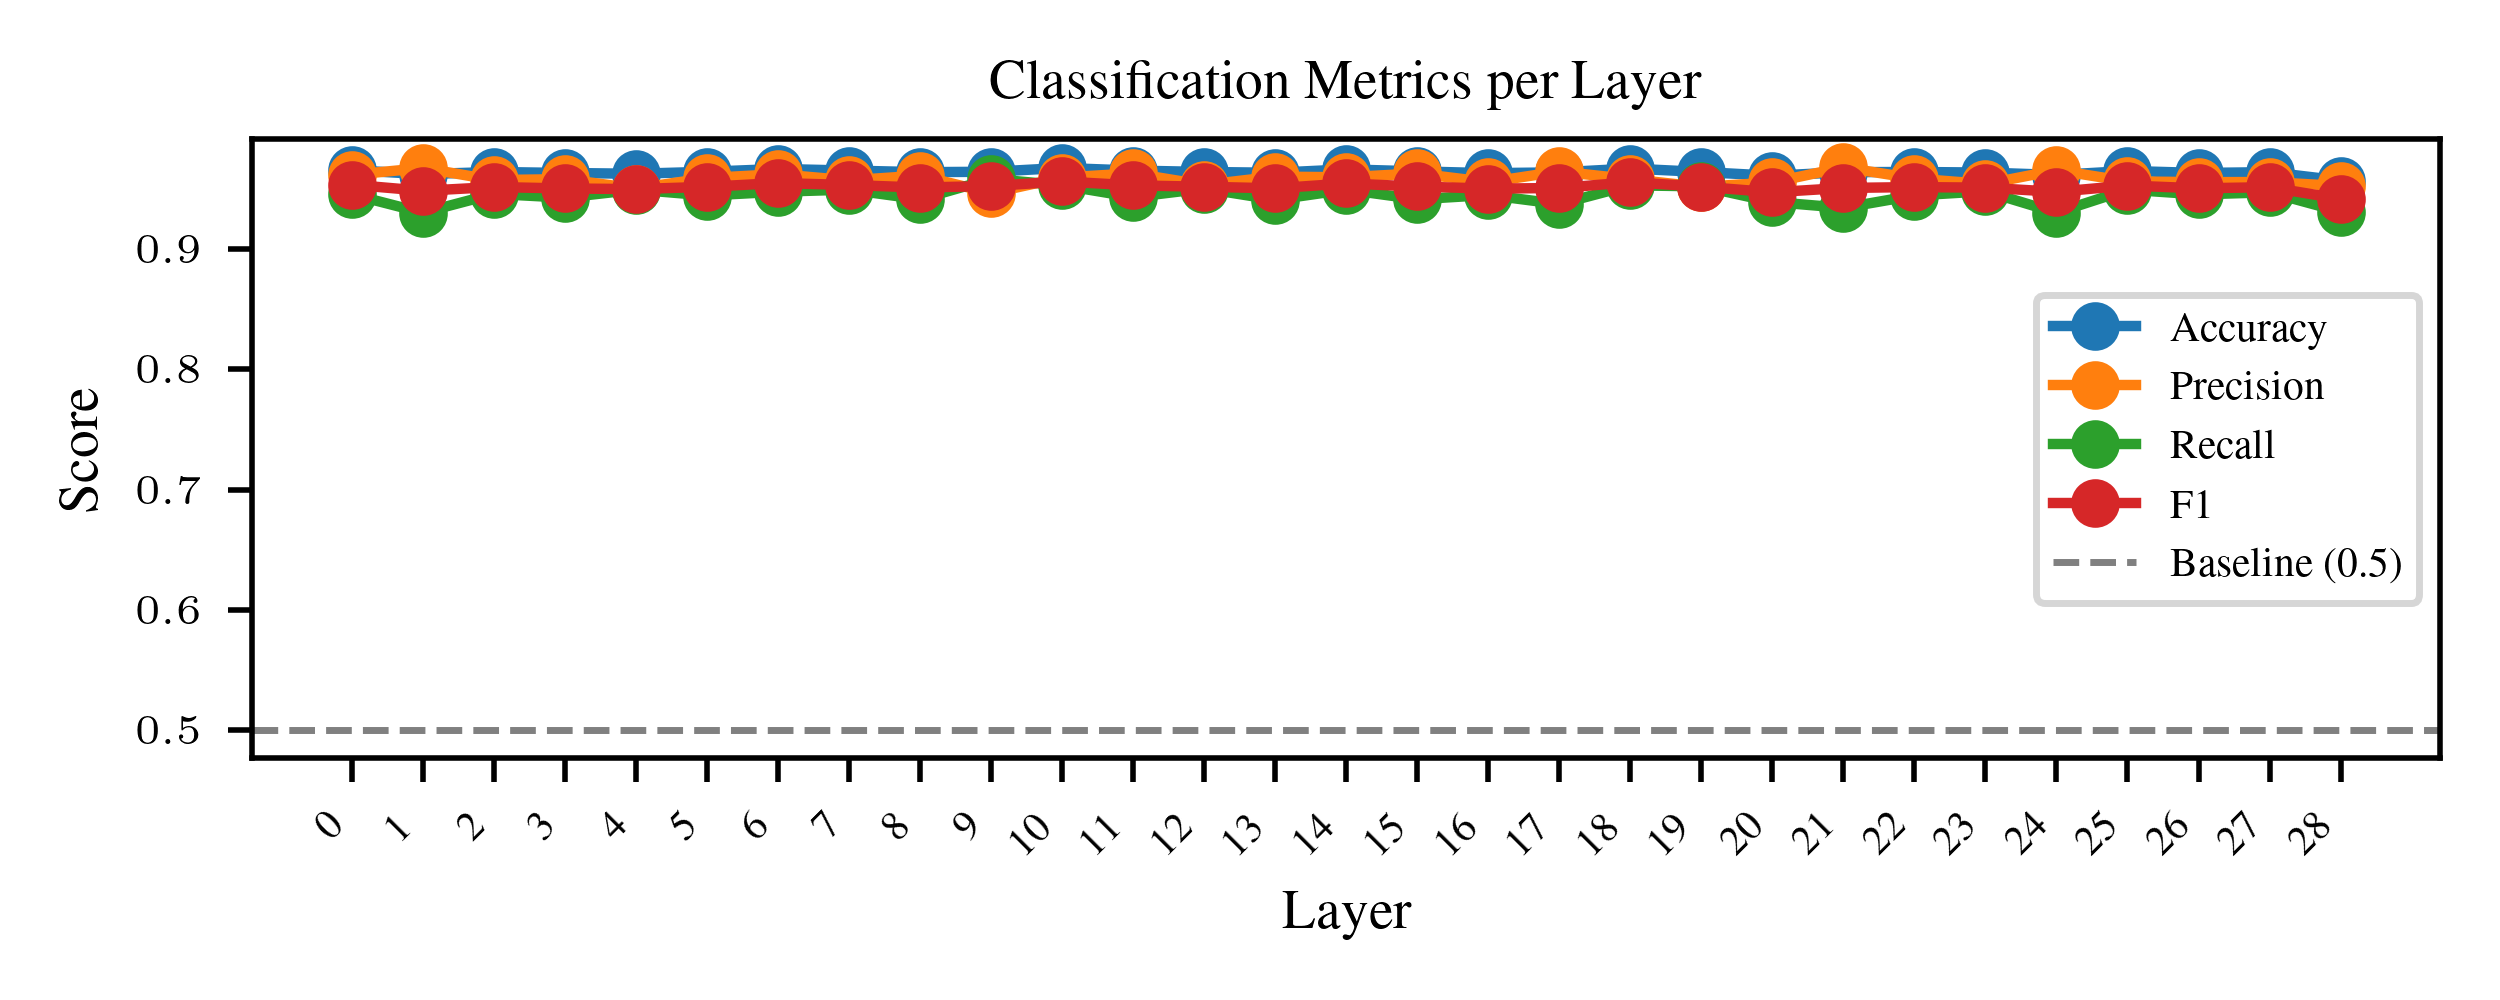 Classification Metrics per Layer
Score
0.9
0.8
0.7
0.6
0.5
Accuracy
Precision
Recall
F1
Baseline (0.5)
0 1 2 3 4 5 6 7 8 9 10 11 12 13 14 15 16 17 18 19 20 21 22 23 24 25 26 27 28
Layer